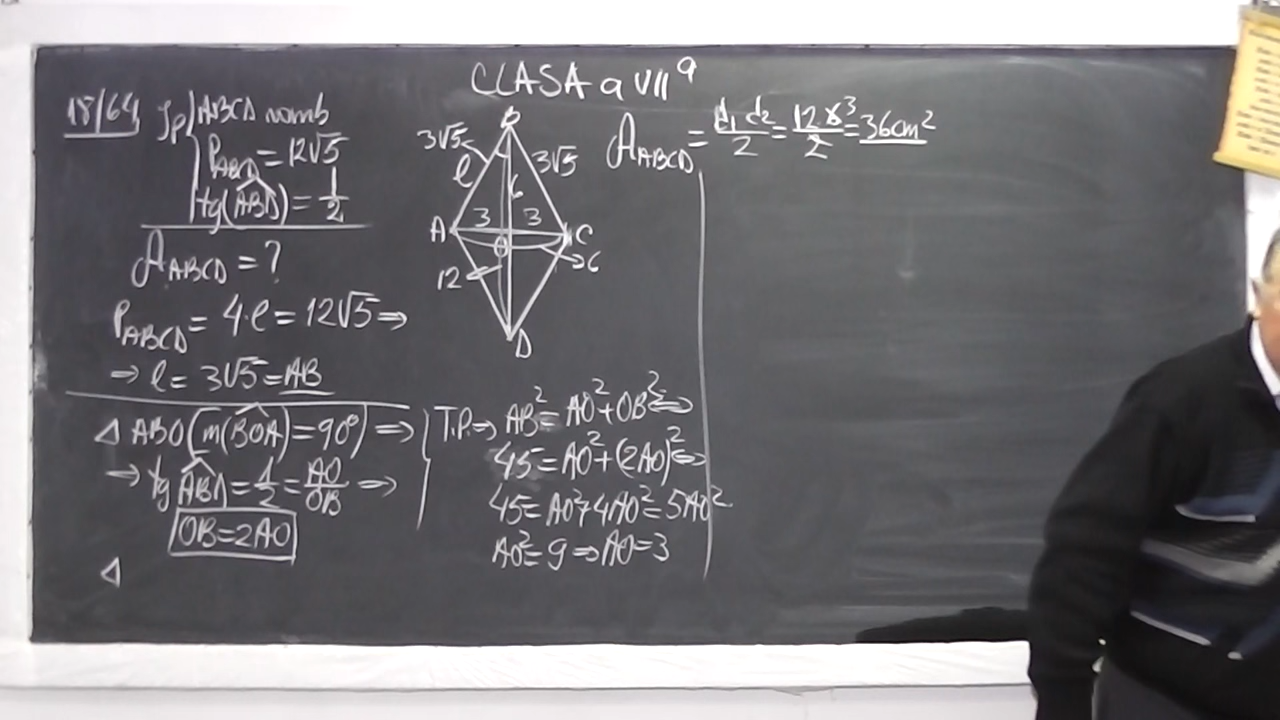 CLASA a VII a
18/64 Ip ABCD romb
P_ABCD = 12√5
tg(ABD) = 1/2
A_ABCD = ?
P_ABCD = 4·l = 12√5 ⇒
⇒ l = 3√5 = AB
Δ ABO (m(BOA) = 90°) ⇒
⇒ tg ABD = 1/2 = AO/OB ⇒
OB = 2AO
Δ
B
3√5
l
3√5
6
A 3 3 C
O
12
6
D
T.P. ⇒ AB² = AO² + OB² ⇔
45 = AO² + (2AO)² ⇔
45 = AO² + 4AO² = 5AO²
AO² = 9 ⇒ AO = 3
A_ABCD = d₁ d₂/2 = 12·6/2 3 = 36cm²